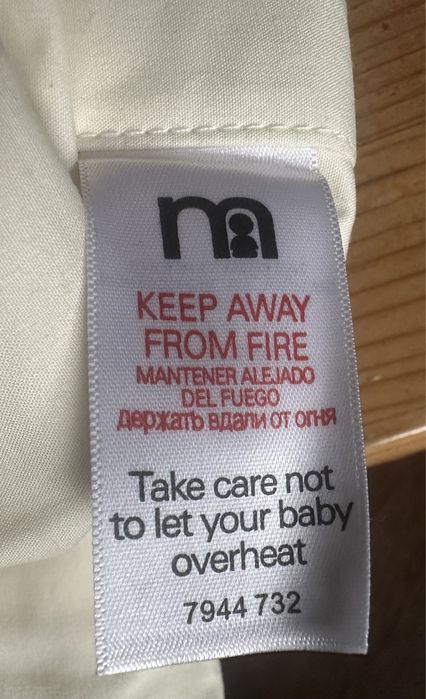 m
KEEP AWAY
FROM FIRE
MANTENER ALEJADO
DEL FUEGO
держать вдали от огня
Take care not
to let your baby
overheat
7944 732